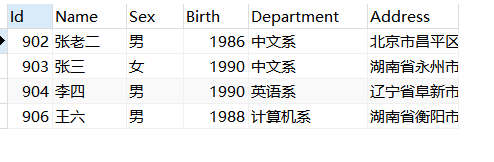 Id Name Sex Birth Department Address
902 张老二 男 1986 中文系 北京市昌平区
903 张三 女 1990 中文系 湖南省永州市
904 李四 男 1990 英语系 辽宁省阜新市
906 王六 男 1988 计算机系 湖南省衡阳市